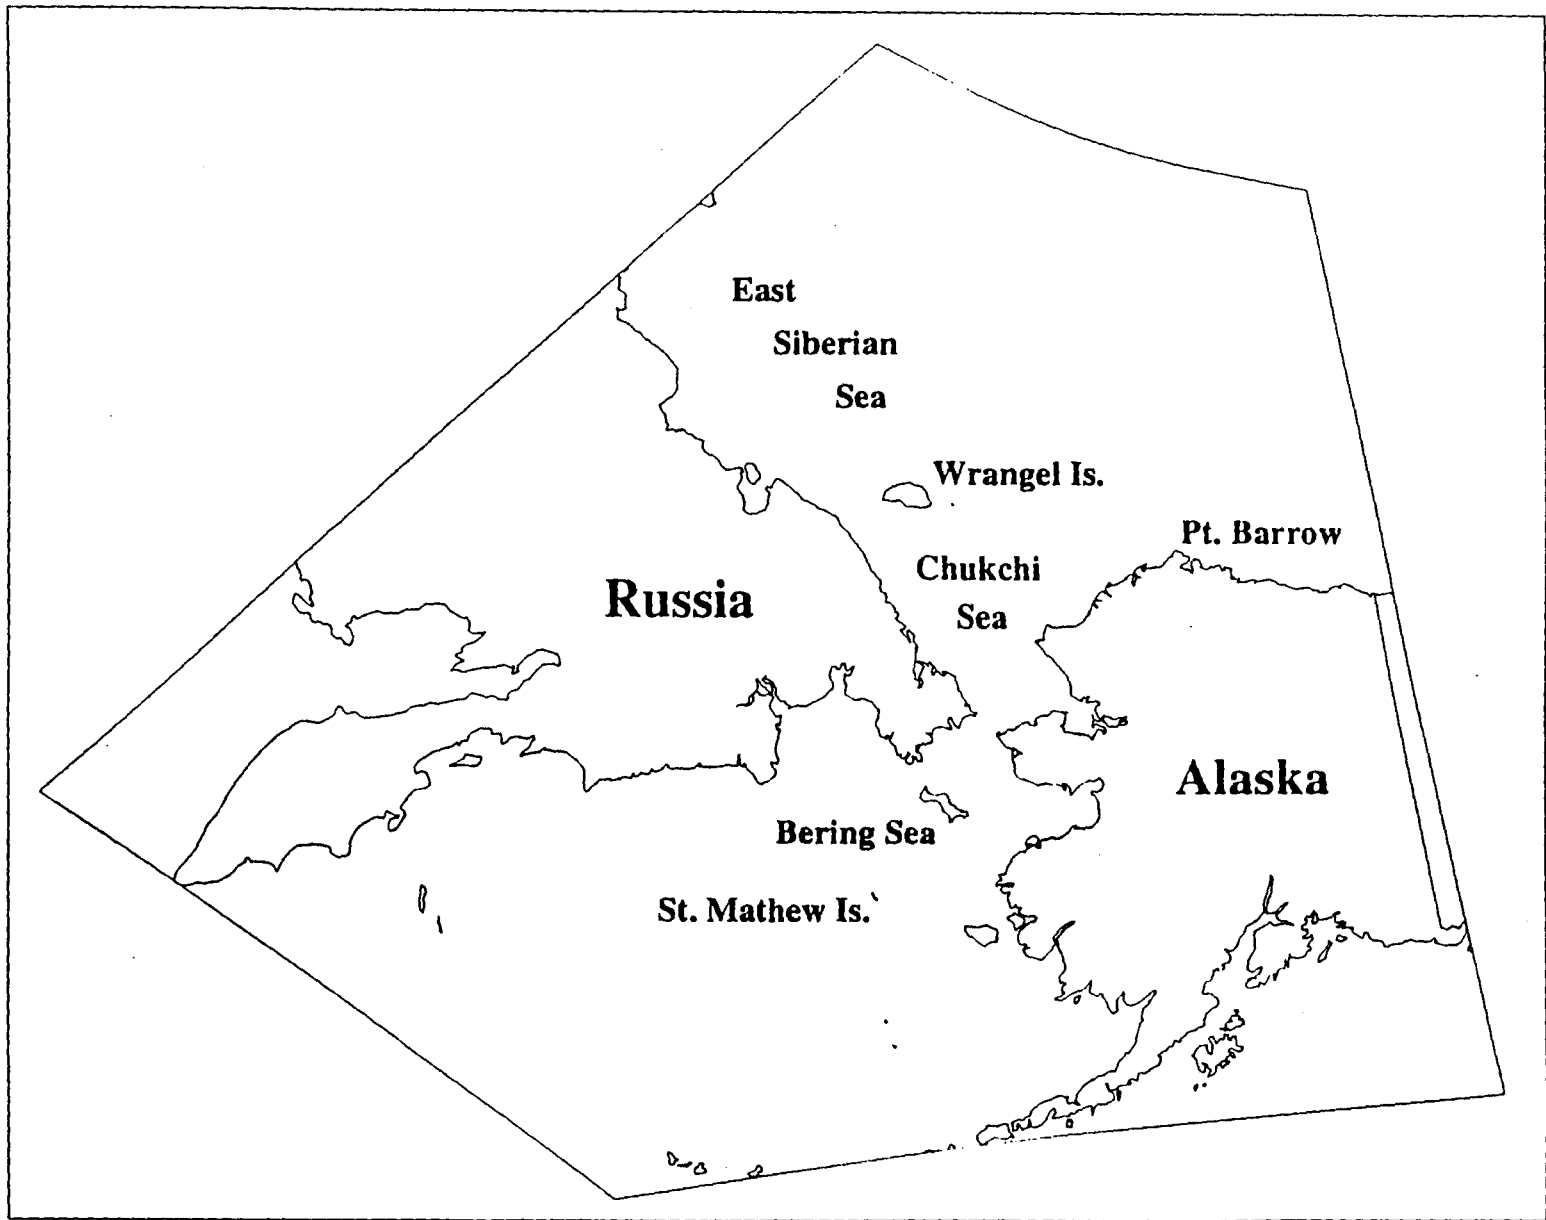 East
Siberian
Sea
Wrangel Is.
Pt. Barrow
Chukchi
Sea
Russia
Alaska
Bering Sea
St. Mathew Is.